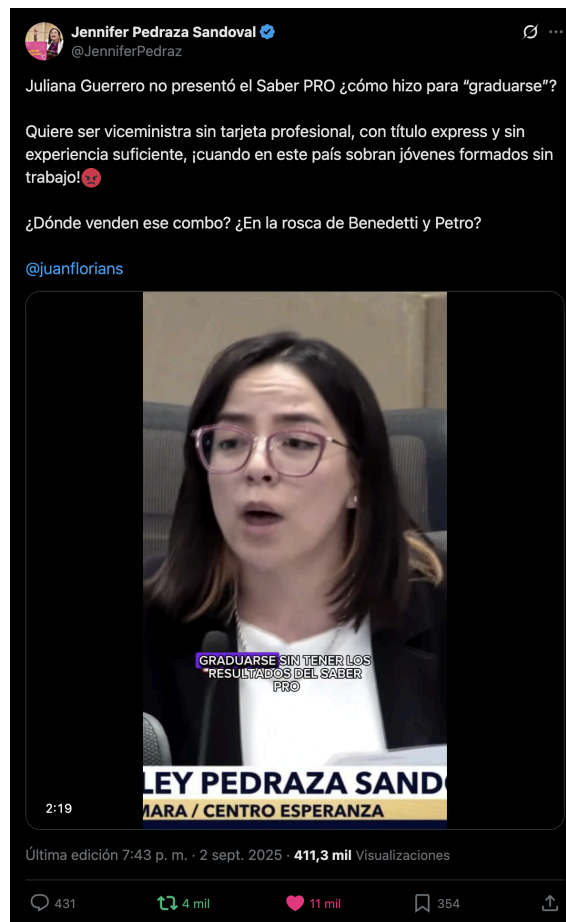 Jennifer Pedraza Sandoval
@JenniferPedraz
Juliana Guerrero no presentó el Saber PRO ¿cómo hizo para “graduarse”?
Quiere ser viceministra sin tarjeta profesional, con título express y sin
experiencia suficiente, ¡cuando en este país sobran jóvenes formados sin
trabajo!😡
¿Dónde venden ese combo? ¿En la rosca de Benedetti y Petro?
@juanflorians
GRADUARSE SIN TENER LOS
RESULTADOS DEL SABER
PRO
LEY PEDRAZA SANDO
MARA / CENTRO ESPERANZA
2:19
Última edición 7:43 p. m. · 2 sept. 2025 · 411,3 mil Visualizaciones
431 4 mil 11 mil 354